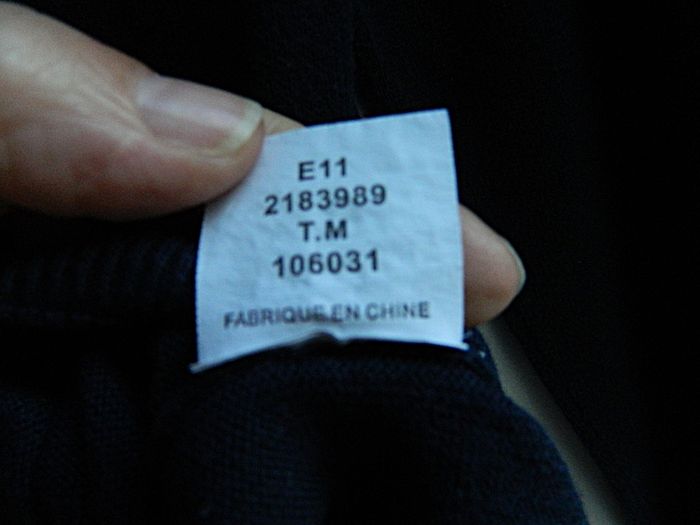 E11
2183989
T.M
106031
FABRIQUE EN CHINE